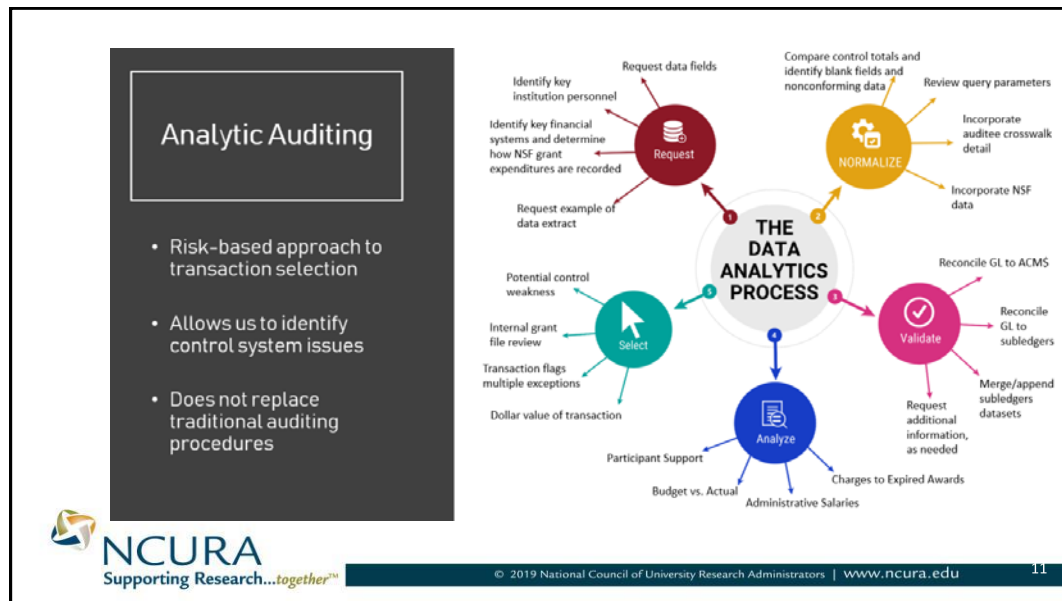 Analytic Auditing
• Risk-based approach to
transaction selection
• Allows us to identify
control system issues
• Does not replace
traditional auditing
procedures
THE
DATA
ANALYTICS
PROCESS
1
Request
Request data fields
Identify key
institution personnel
Identify key financial
systems and determine
how NSF grant
expenditures are recorded
Request example of
data extract
2
NORMALIZE
Compare control totals and
identify blank fields and
nonconforming data
Review query parameters
Incorporate
auditee crosswalk
detail
Incorporate NSF
data
3
Validate
Reconcile GL to ACM$
Reconcile
GL to
subledgers
Merge/append
subledgers
datasets
Request
additional
information,
as needed
4
Analyze
Charges to Expired Awards
Administrative Salaries
Budget vs. Actual
Participant Support
5
Select
Potential control
weakness
Internal grant
file review
Transaction flags
multiple exceptions
Dollar value of transaction
NCURA
Supporting Research...together™
© 2019 National Council of University Research Administrators | www.ncura.edu
11